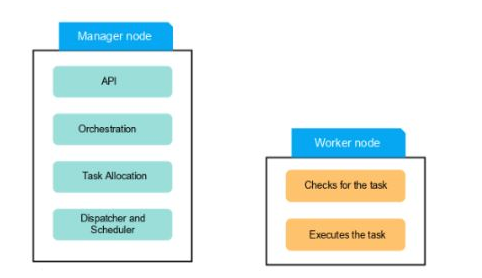 Manager node
API
Orchestration
Task Allocation
Dispatcher and
Scheduler
Worker node
Checks for the task
Executes the task